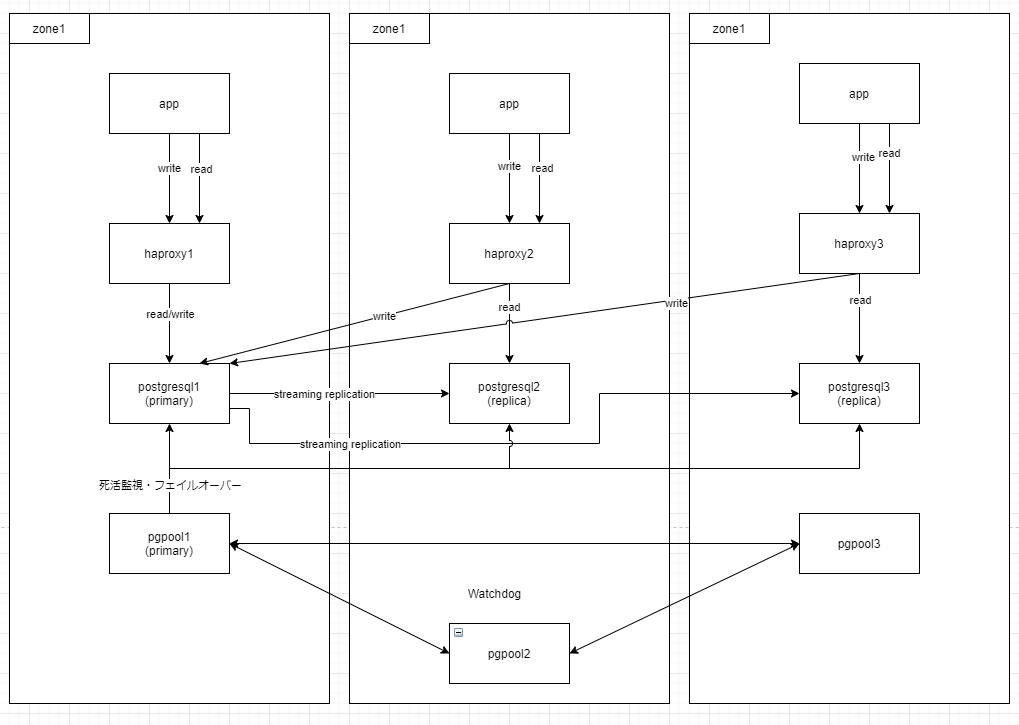 zone1
zone1
zone1
app
app
app
write
read
write
read
write
read
haproxy1
haproxy2
haproxy3
read/write
write
read
write
read
postgresql1
(primary)
streaming replication
postgresql2
(replica)
postgresql3
(replica)
streaming replication
死活監視・フェイルオーバー
pgpool1
(primary)
pgpool3
Watchdog
pgpool2